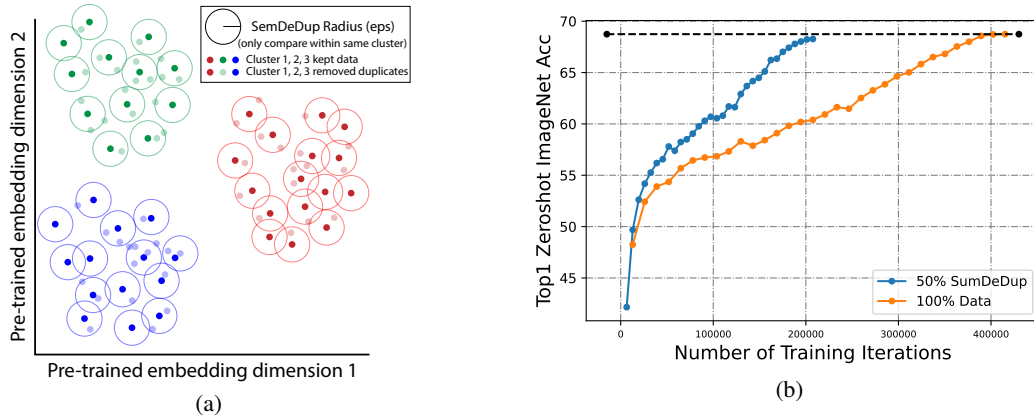 (a)
Pre-trained embedding dimension 2
SemDeDup Radius (eps)
(only compare within same cluster)
Cluster 1, 2, 3 kept data
Cluster 1, 2, 3 removed duplicates
Pre-trained embedding dimension 1
(a)
Top1 Zeroshot ImageNet Acc
70
65
60
55
50
45
50% SumDeDup
100% Data
0
100000
200000
300000
400000
Number of Training Iterations
(b)